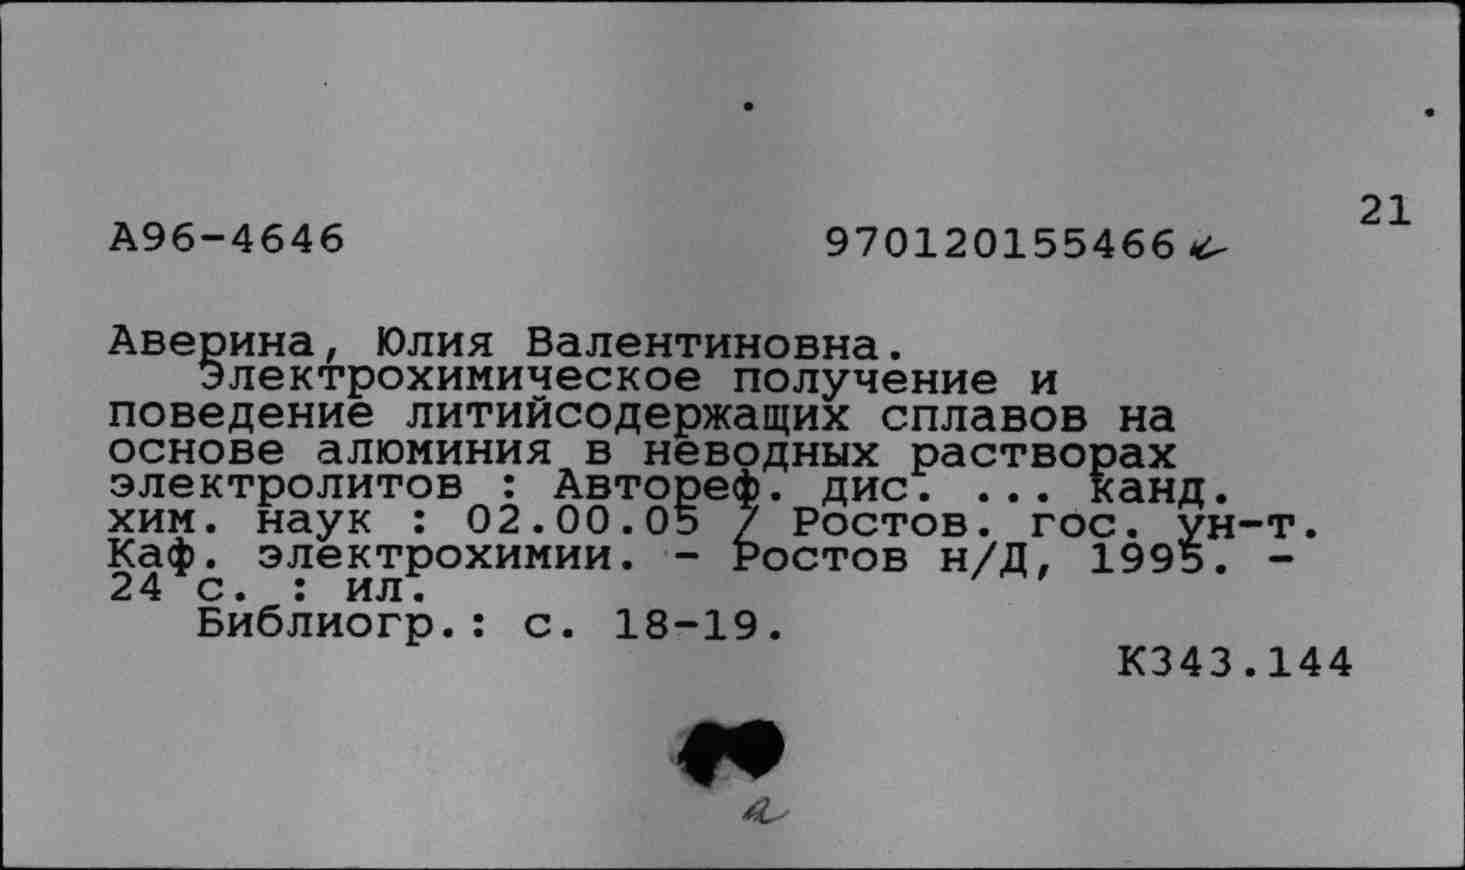 21
А96-4646 970120155466
Аверина, Юлия Валентиновна.
Электрохимическое получение и
поведение литийсодержащих сплавов на
основе алюминия в неводных растворах
электролитов : Автореф. дис. ... канд.
хим. наук : 02.00.05 / Ростов. гос. ун-т.
Каф. электрохимии. - Ростов н/Д, 1995. -
24 с. : ил.
Библиогр.: с. 18-19.
К343.144